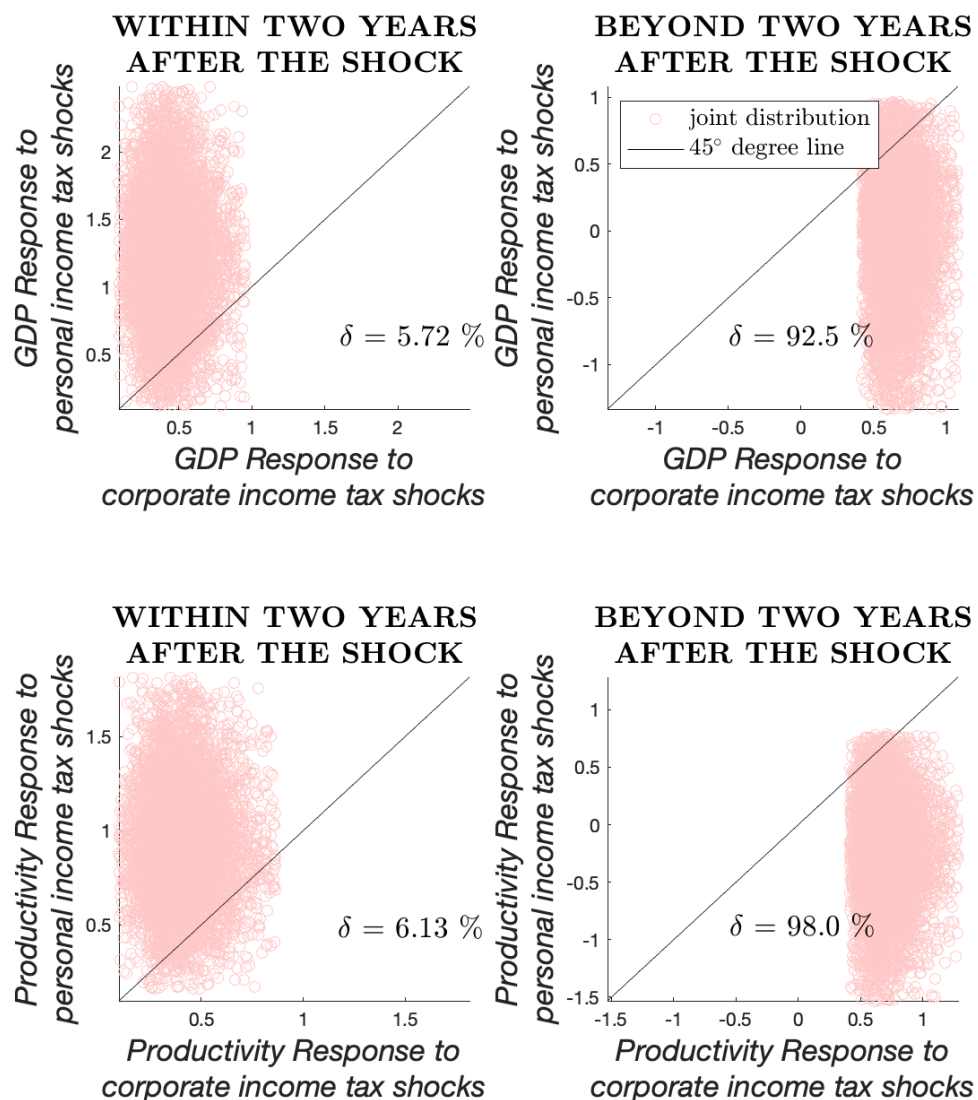 WITHIN TWO YEARS
AFTER THE SHOCK
GDP Response to
personal income tax shocks
2
1.5
1
0.5
δ = 5.72 %
0.5
1
1.5
2
GDP Response to
corporate income tax shocks
BEYOND TWO YEARS
AFTER THE SHOCK
GDP Response to
personal income tax shocks
1
0.5
0
-0.5
-1
joint distribution
45° degree line
δ = 92.5 %
-1
-0.5
0
0.5
1
GDP Response to
corporate income tax shocks
WITHIN TWO YEARS
AFTER THE SHOCK
Productivity Response to
personal income tax shocks
1.5
1
0.5
δ = 6.13 %
0.5
1
1.5
Productivity Response to
corporate income tax shocks
BEYOND TWO YEARS
AFTER THE SHOCK
Productivity Response to
personal income tax shocks
1
0.5
0
-0.5
-1
-1.5
δ = 98.0 %
-1.5
-1
-0.5
0
0.5
1
Productivity Response to
corporate income tax shocks